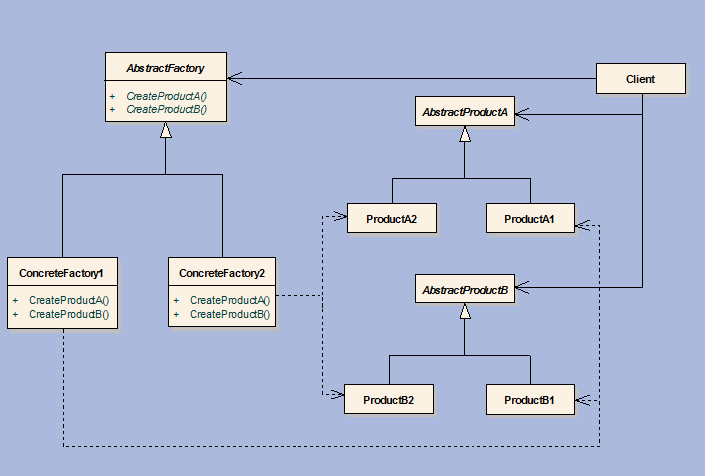 AbstractFactory
+ CreateProductA()
+ CreateProductB()
Client
AbstractProductA
ProductA2
ProductA1
ConcreteFactory1
+ CreateProductA()
+ CreateProductB()
ConcreteFactory2
+ CreateProductA()
+ CreateProductB()
AbstractProductB
ProductB2
ProductB1